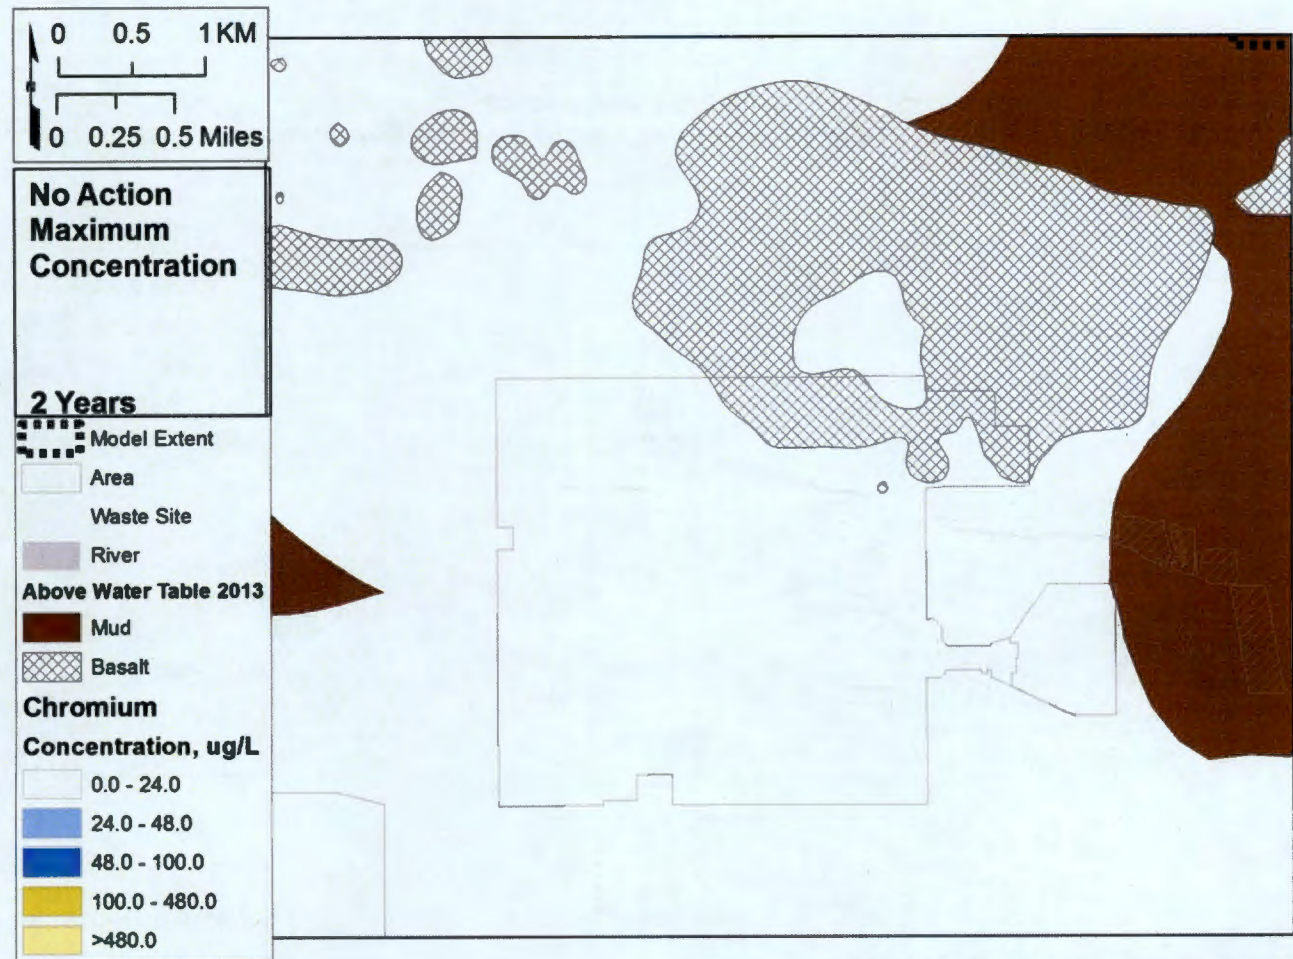 0 0.5 1 KM
0 0.25 0.5 Miles
No Action
Maximum
Concentration
2 Years
Model Extent
Area
Waste Site
River
Above Water Table 2013
Mud
Basalt
Chromium
Concentration, ug/L
0.0 - 24.0
24.0 - 48.0
48.0 - 100.0
100.0 - 480.0
>480.0